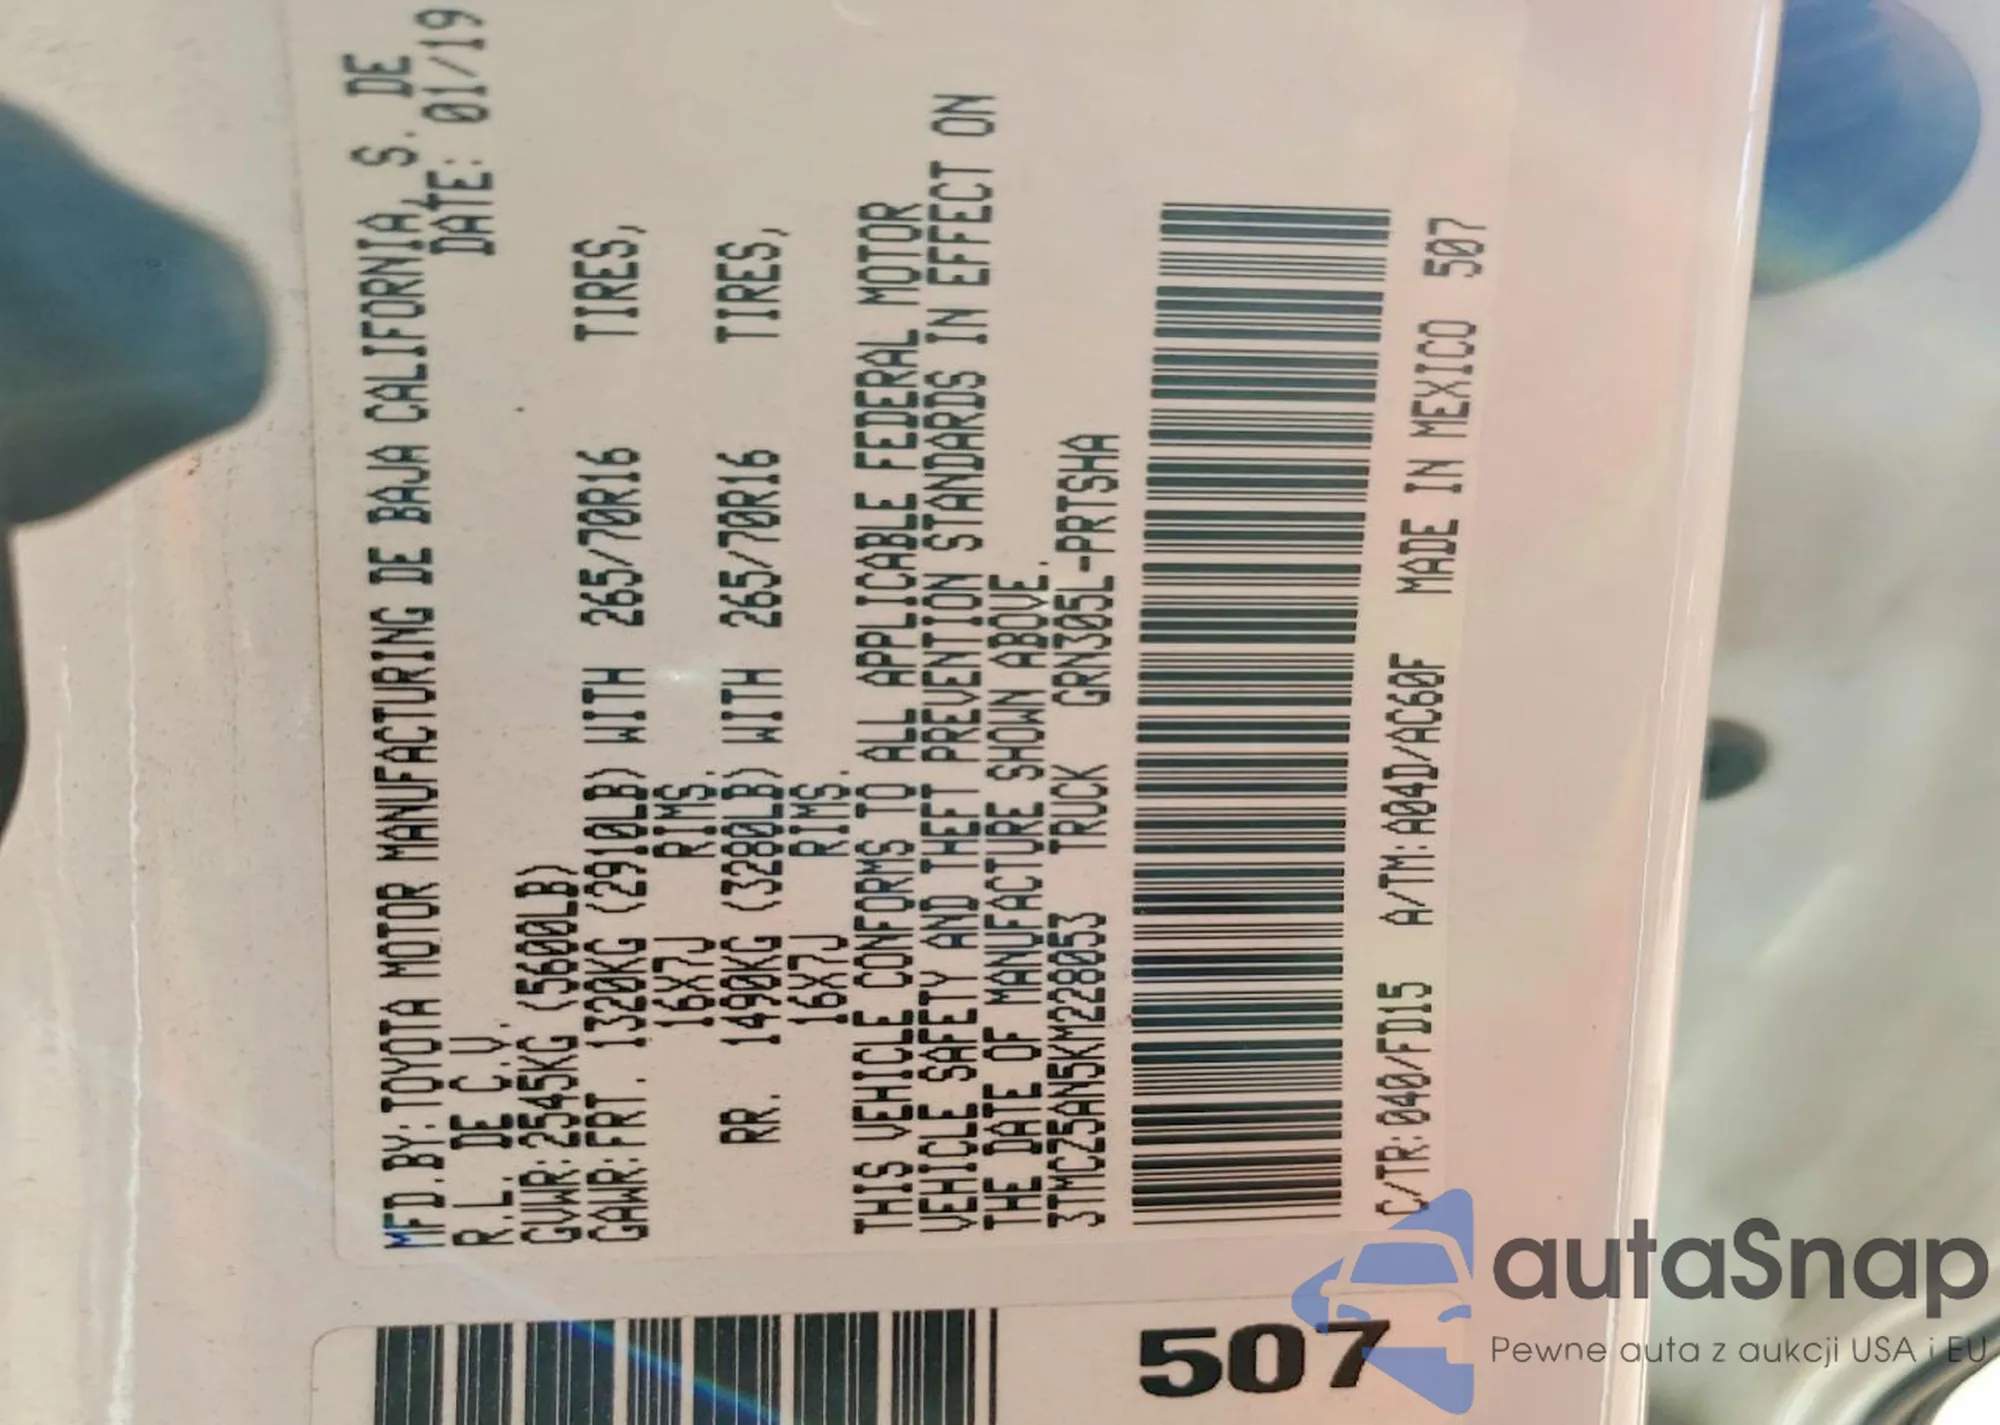 MFD.BY:TOYOTA MOTOR MANUFACTURING DE BAJA CALIFORNIA, S. DE
R.L. DE C.V. DATE: 01/19
GVWR:2545KG (5600LB)
GAWR:FRT. 1320KG (2910LB) WITH 265/70R16 TIRES,
16X7J RIMS.
RR. 1490KG (3280LB) WITH 265/70R16 TIRES,
16X7J RIMS.
THIS VEHICLE CONFORMS TO ALL APPLICABLE FEDERAL MOTOR
VEHICLE SAFETY AND THEFT PREVENTION STANDARDS IN EFFECT ON
THE DATE OF MANUFACTURE SHOWN ABOVE.
3TMCZ5AN5KM228053 TRUCK GRN305L-PRTSHA
C/TR:040/FD15 A/TM:A04D/AC60F MADE IN MEXICO 507
507
autaSnap
Pewne auta z aukcji USA i EU